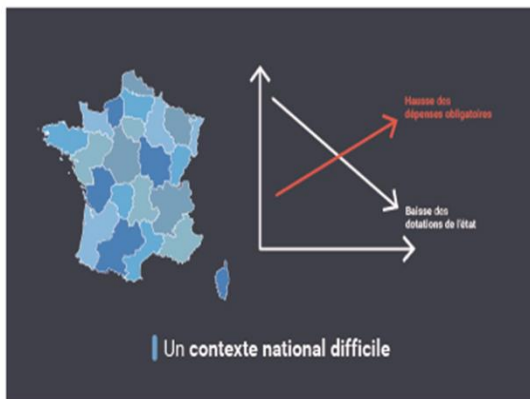 Hausse des
dépenses obligatoires
Baisse des
dotations de l'état
Un contexte national difficile